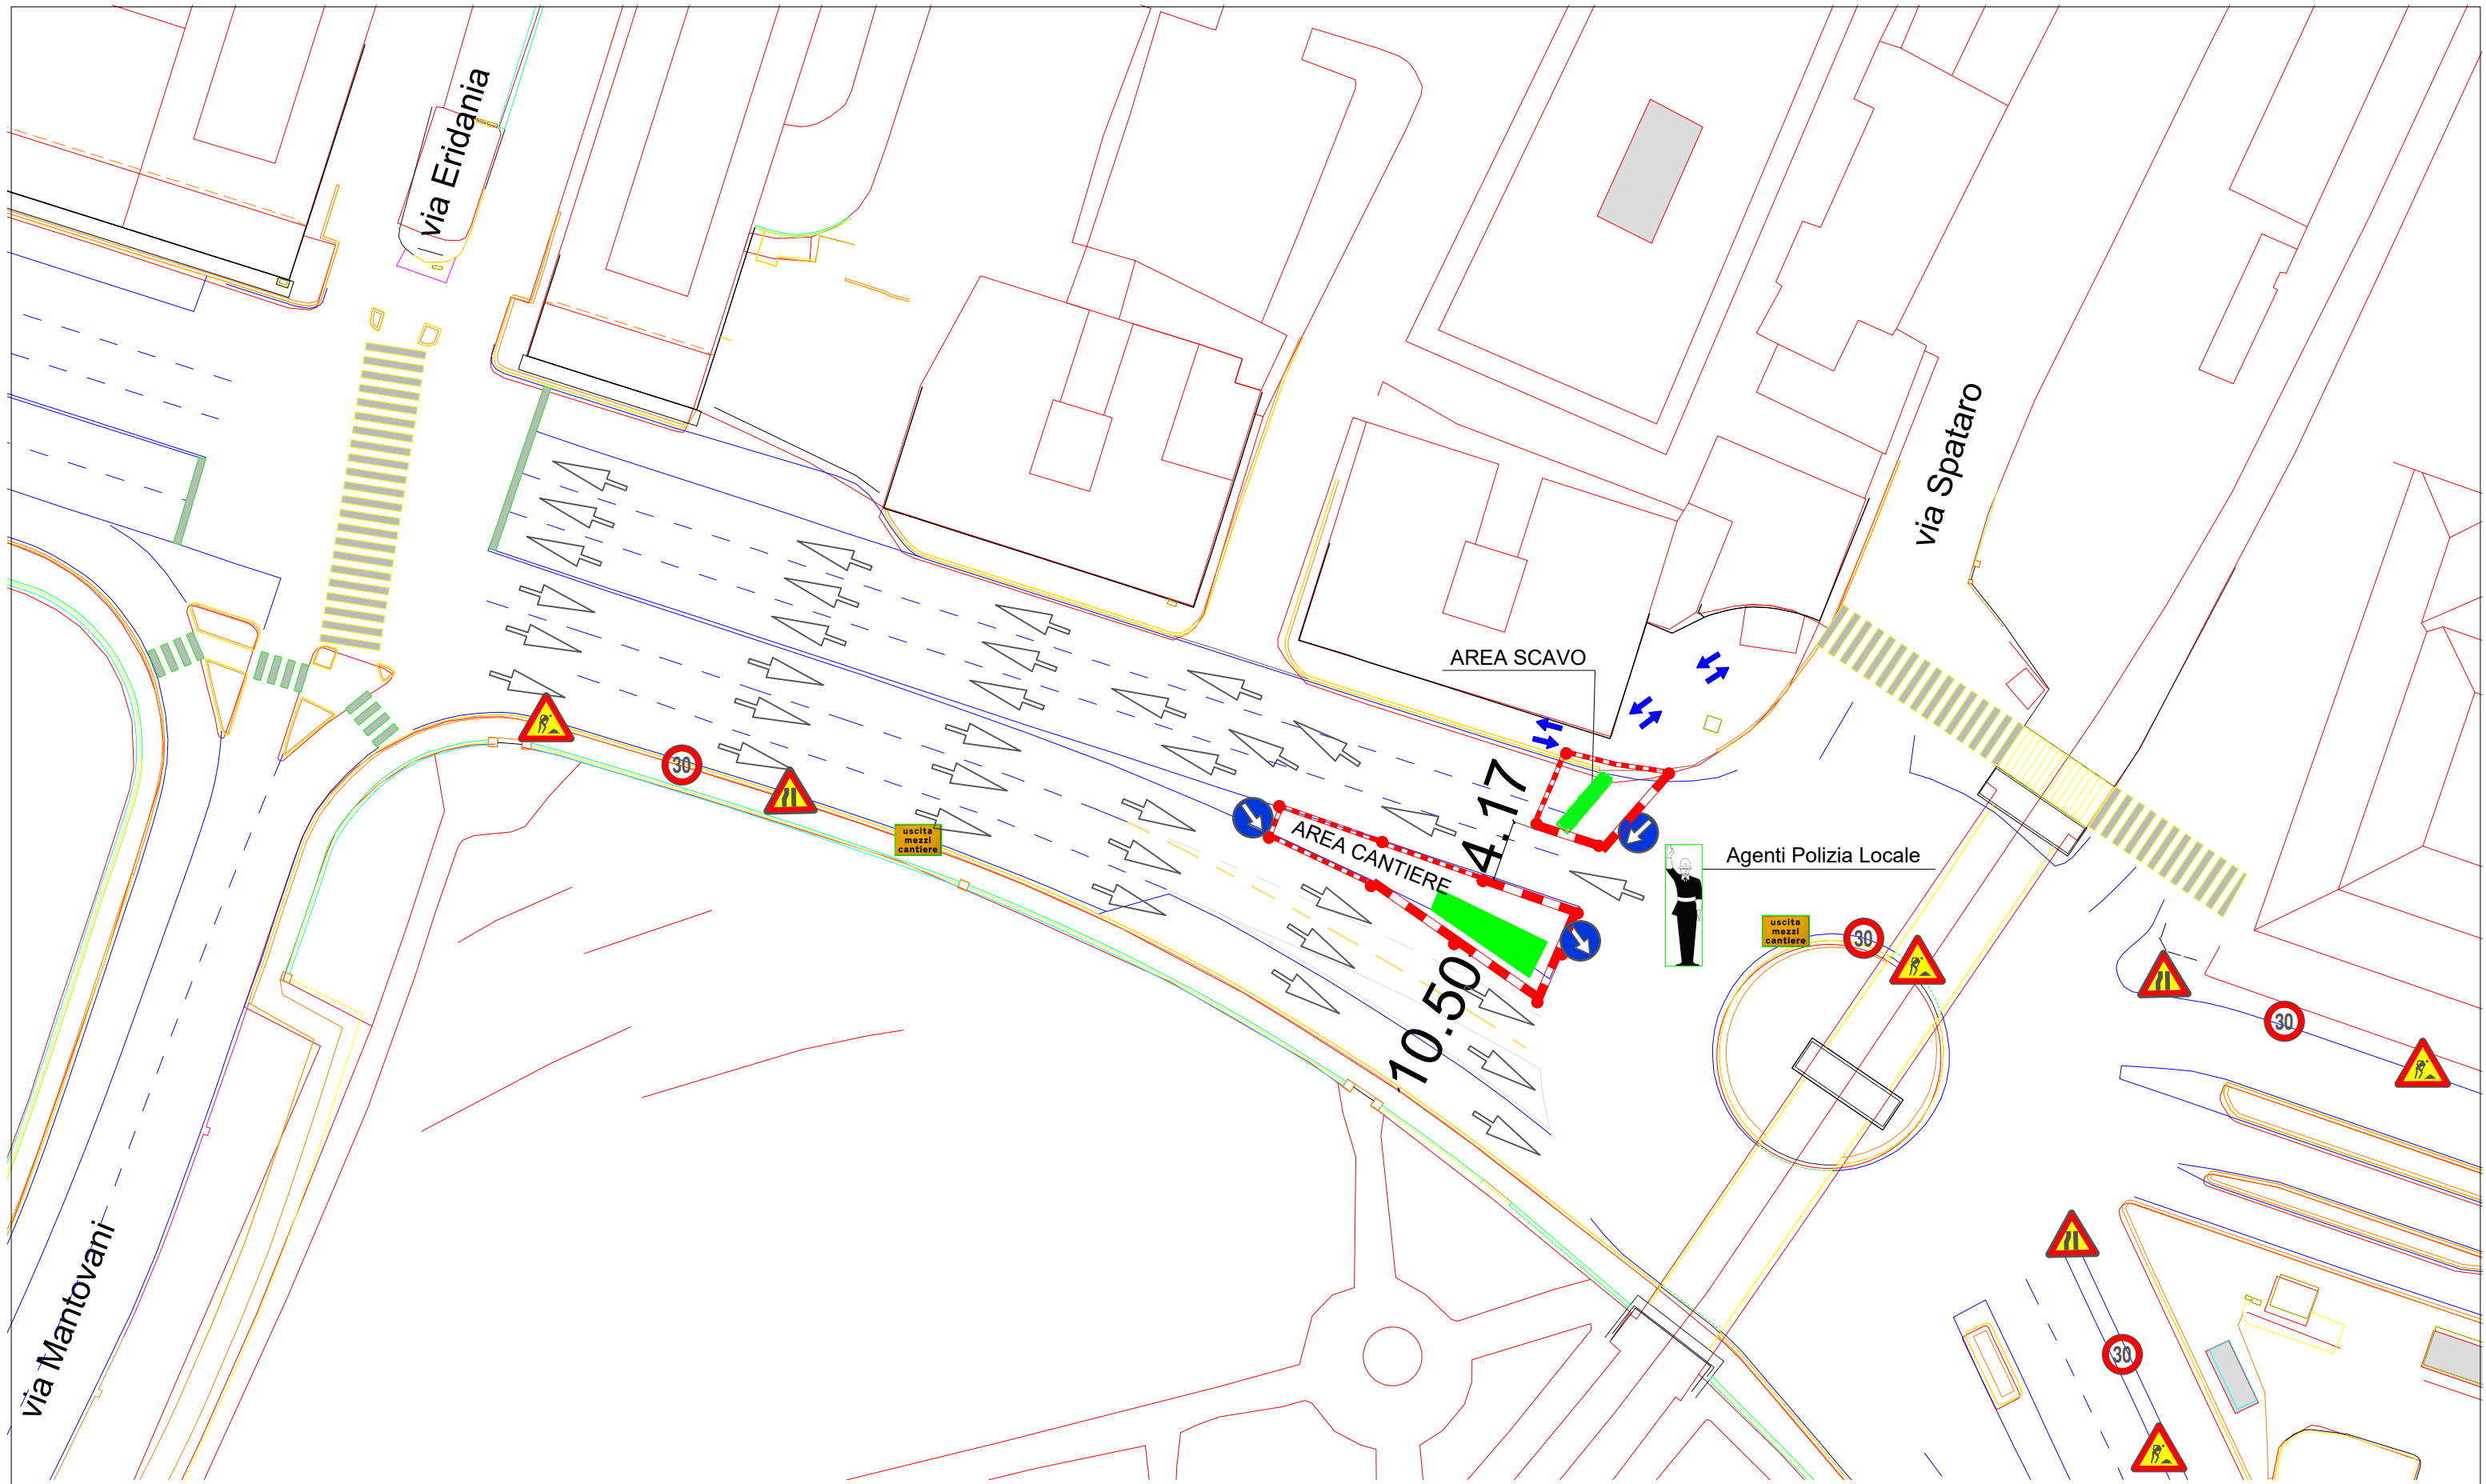 via Eridania
via Spataro
AREA SCAVO
30
4.17
uscita
mezzi
cantiere
AREA CANTIERE
Agenti Polizia Locale
uscita
mezzi
cantiere
30
10.50
30
via Mantovani
30